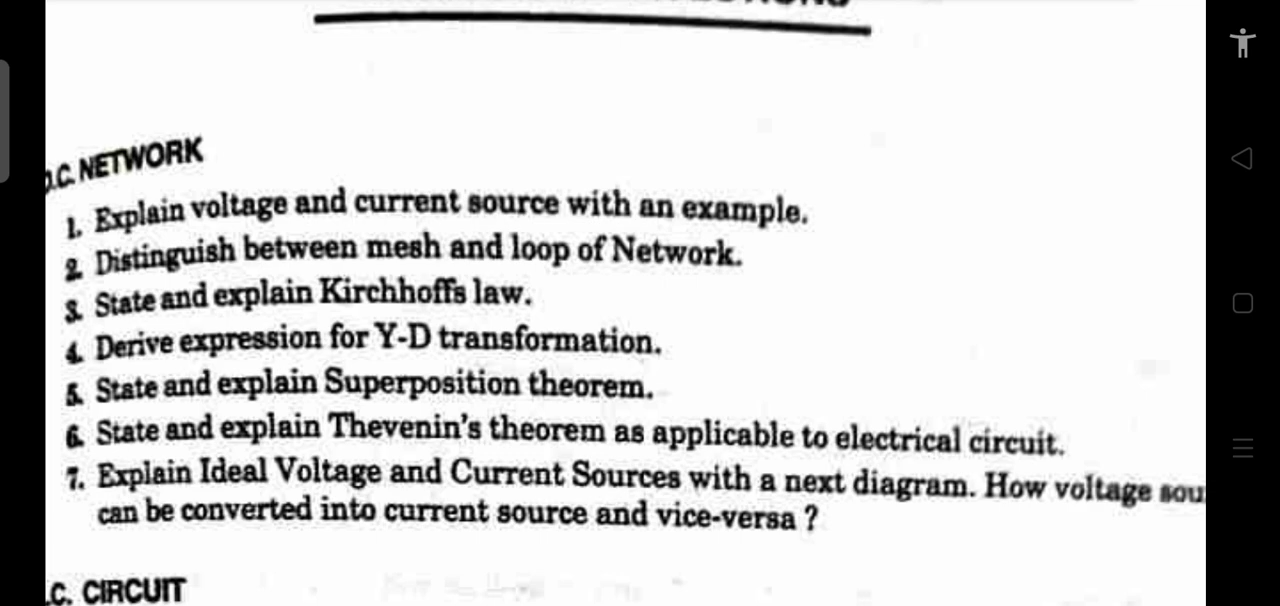 D.C. NETWORK
1. Explain voltage and current source with an example.
2. Distinguish between mesh and loop of Network.
3. State and explain Kirchhoffs law.
4. Derive expression for Y-D transformation.
5. State and explain Superposition theorem.
6. State and explain Thevenin's theorem as applicable to electrical circuit.
7. Explain Ideal Voltage and Current Sources with a next diagram. How voltage sou
can be converted into current source and vice-versa ?
.C. CIRCUIT